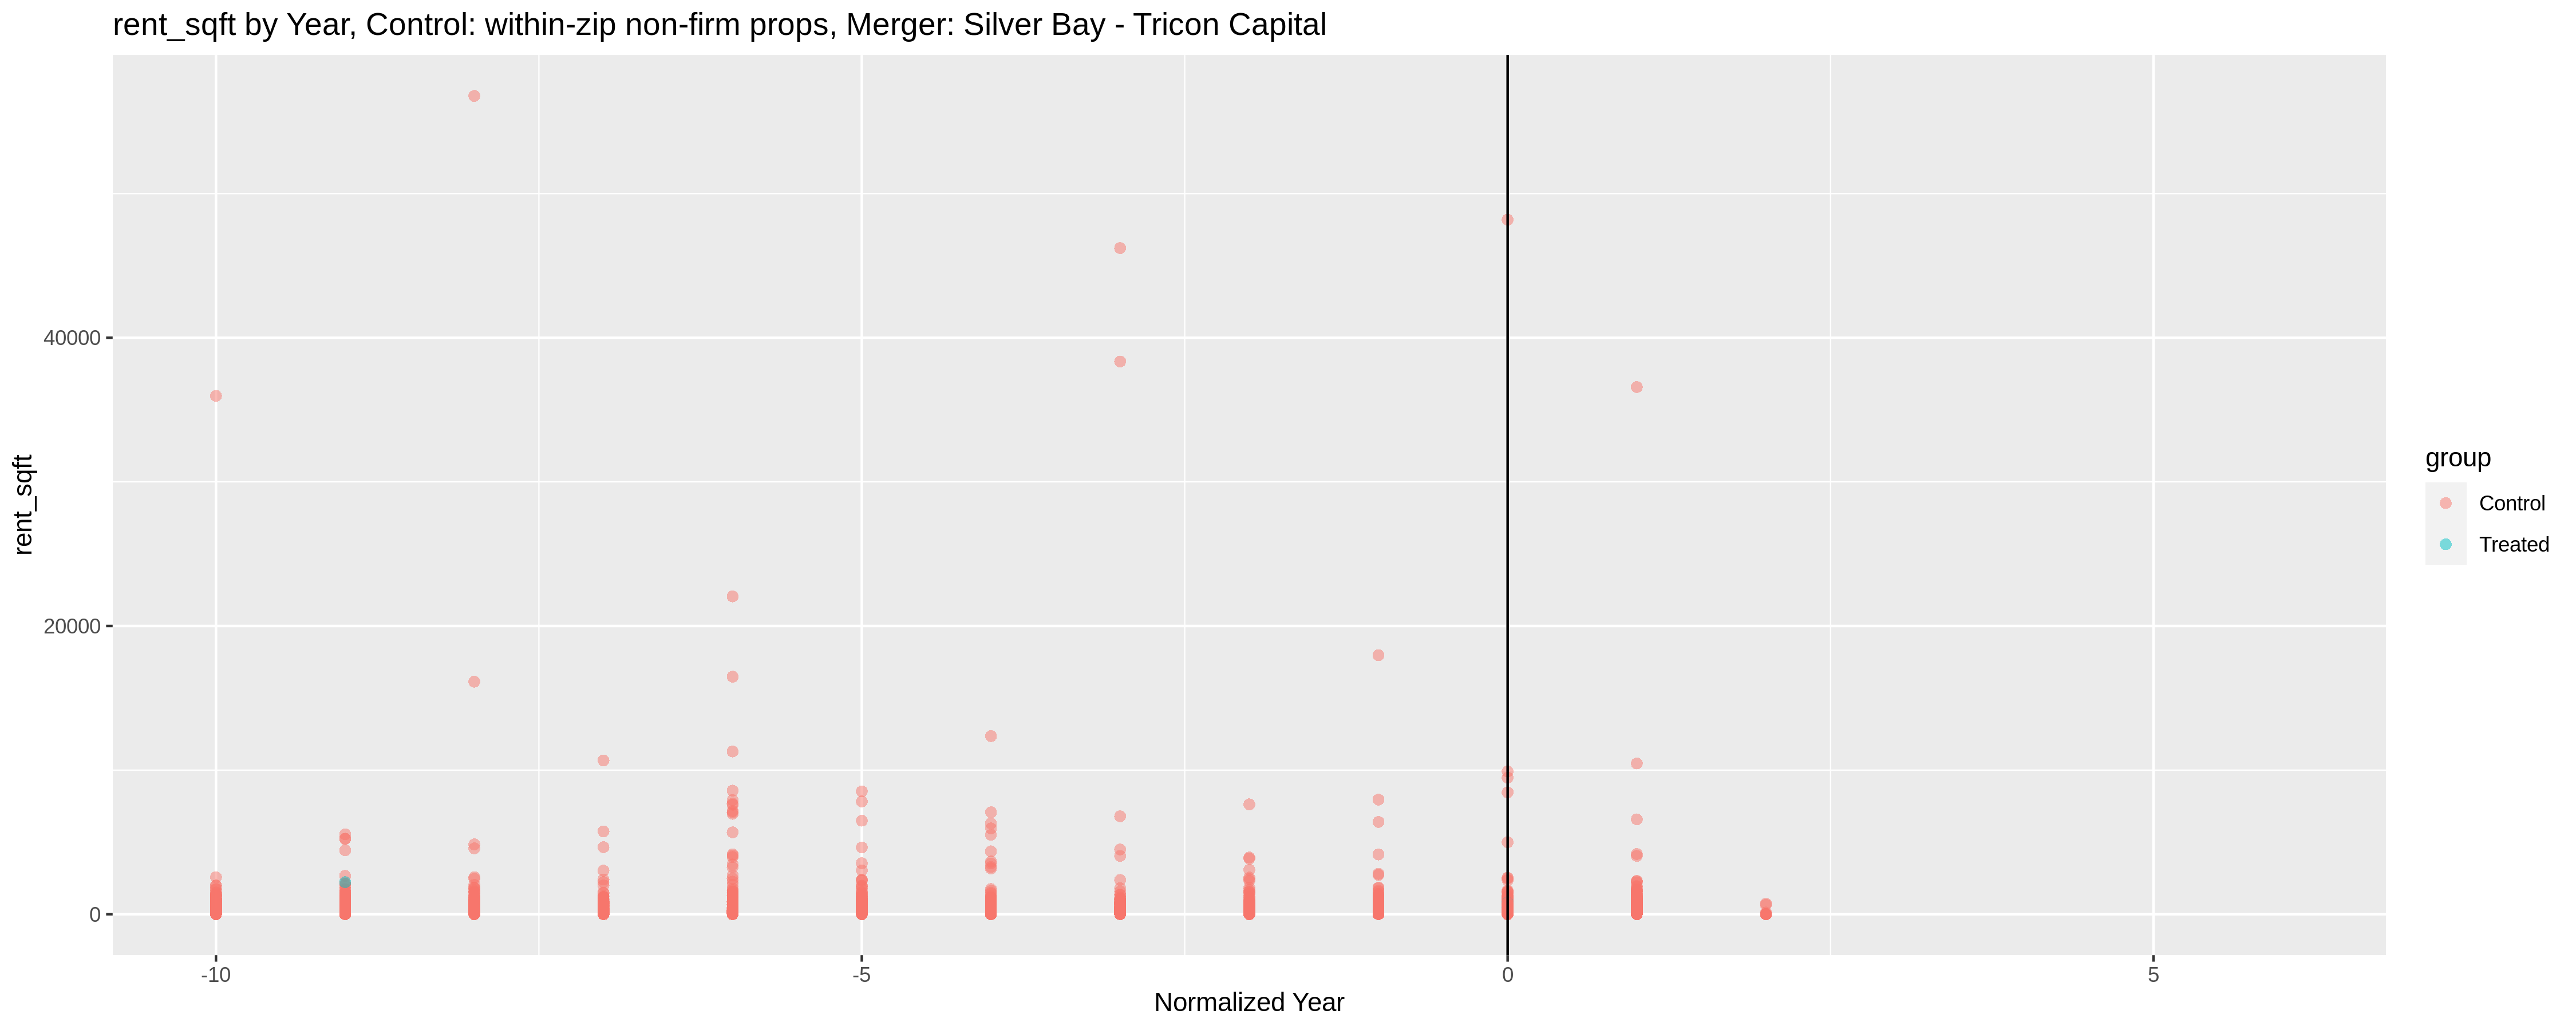 rent_sqft by Year, Control: within-zip non-firm props, Merger: Silver Bay - Tricon Capital
rent_sqft
40000
20000
0
-10
-5
0
5
Normalized Year
group
Control
Treated